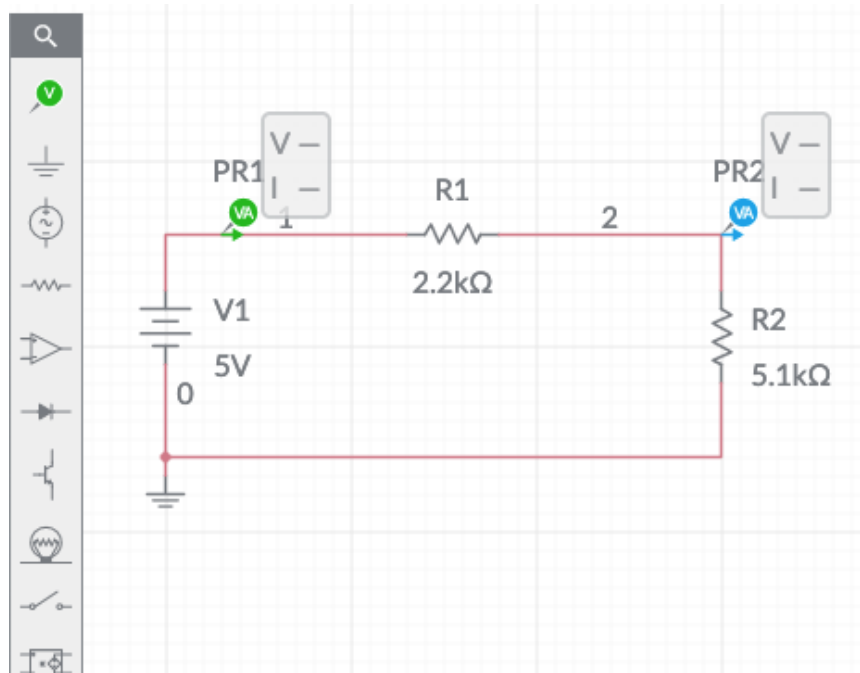 V
V –
I –
V –
I –
PR1
PR2
VA
VA
1
R1
2
2.2kΩ
V1
5V
0
R2
5.1kΩ